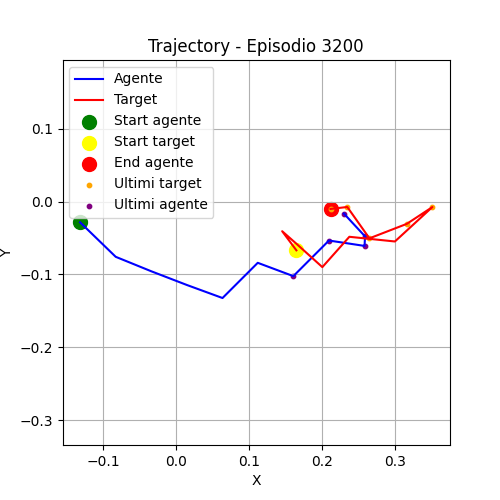 Trajectory - Episodio 3200
Agente
Target
Start agente
Start target
End agente
Ultimi target
Ultimi agente
0.1
0.0
−0.1
−0.2
−0.3
Y
−0.1
0.0
0.1
0.2
0.3
X